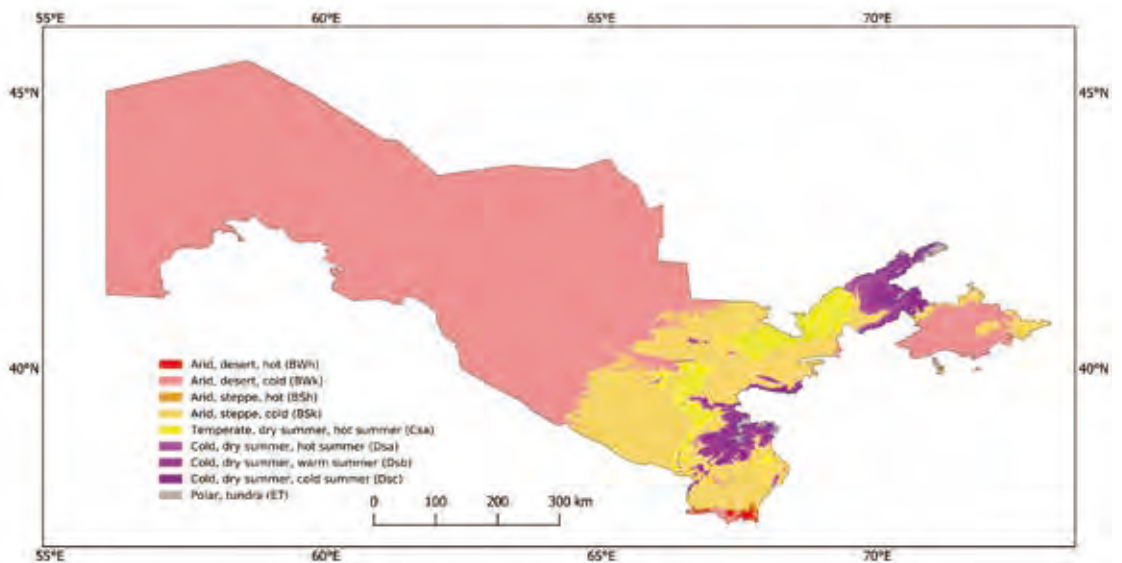 55°E 60°E 65°E 70°E
45°N 45°N
40°N 40°N
Arid, desert, hot (BWh)
Arid, desert, cold (BWk)
Arid, steppe, hot (BSh)
Arid, steppe, cold (BSk)
Temperate, dry summer, hot summer (Csa)
Cold, dry summer, hot summer (Dsa)
Cold, dry summer, warm summer (Dsb)
Cold, dry summer, cold summer (Dsc)
Polar, tundra (ET)
0 100 200 300 km
55°E 60°E 65°E 70°E